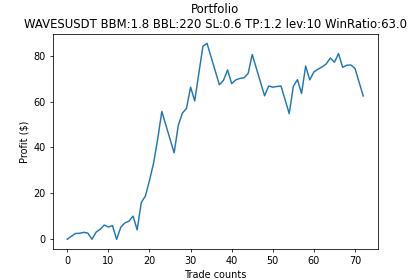 Portfolio
WAVESUSDT BBM:1.8 BBL:220 SL:0.6 TP:1.2 lev:10 WinRatio:63.0
80
60
40
20
0
Profit ($)
0 10 20 30 40 50 60 70
Trade counts